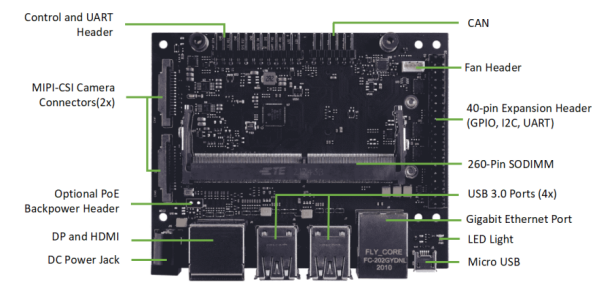 Control and UART
Header
CAN
Fan Header
MIPI-CSI Camera
Connectors(2x)
40-pin Expansion Header
(GPIO, I2C, UART)
260-Pin SODIMM
TE
USB 3.0 Ports (4x)
Optional PoE
Backpower Header
Gigabit Ethernet Port
DP and HDMI
LED Light
DC Power Jack
Micro USB
FLY_CORE
FC-202GYDNL
2010